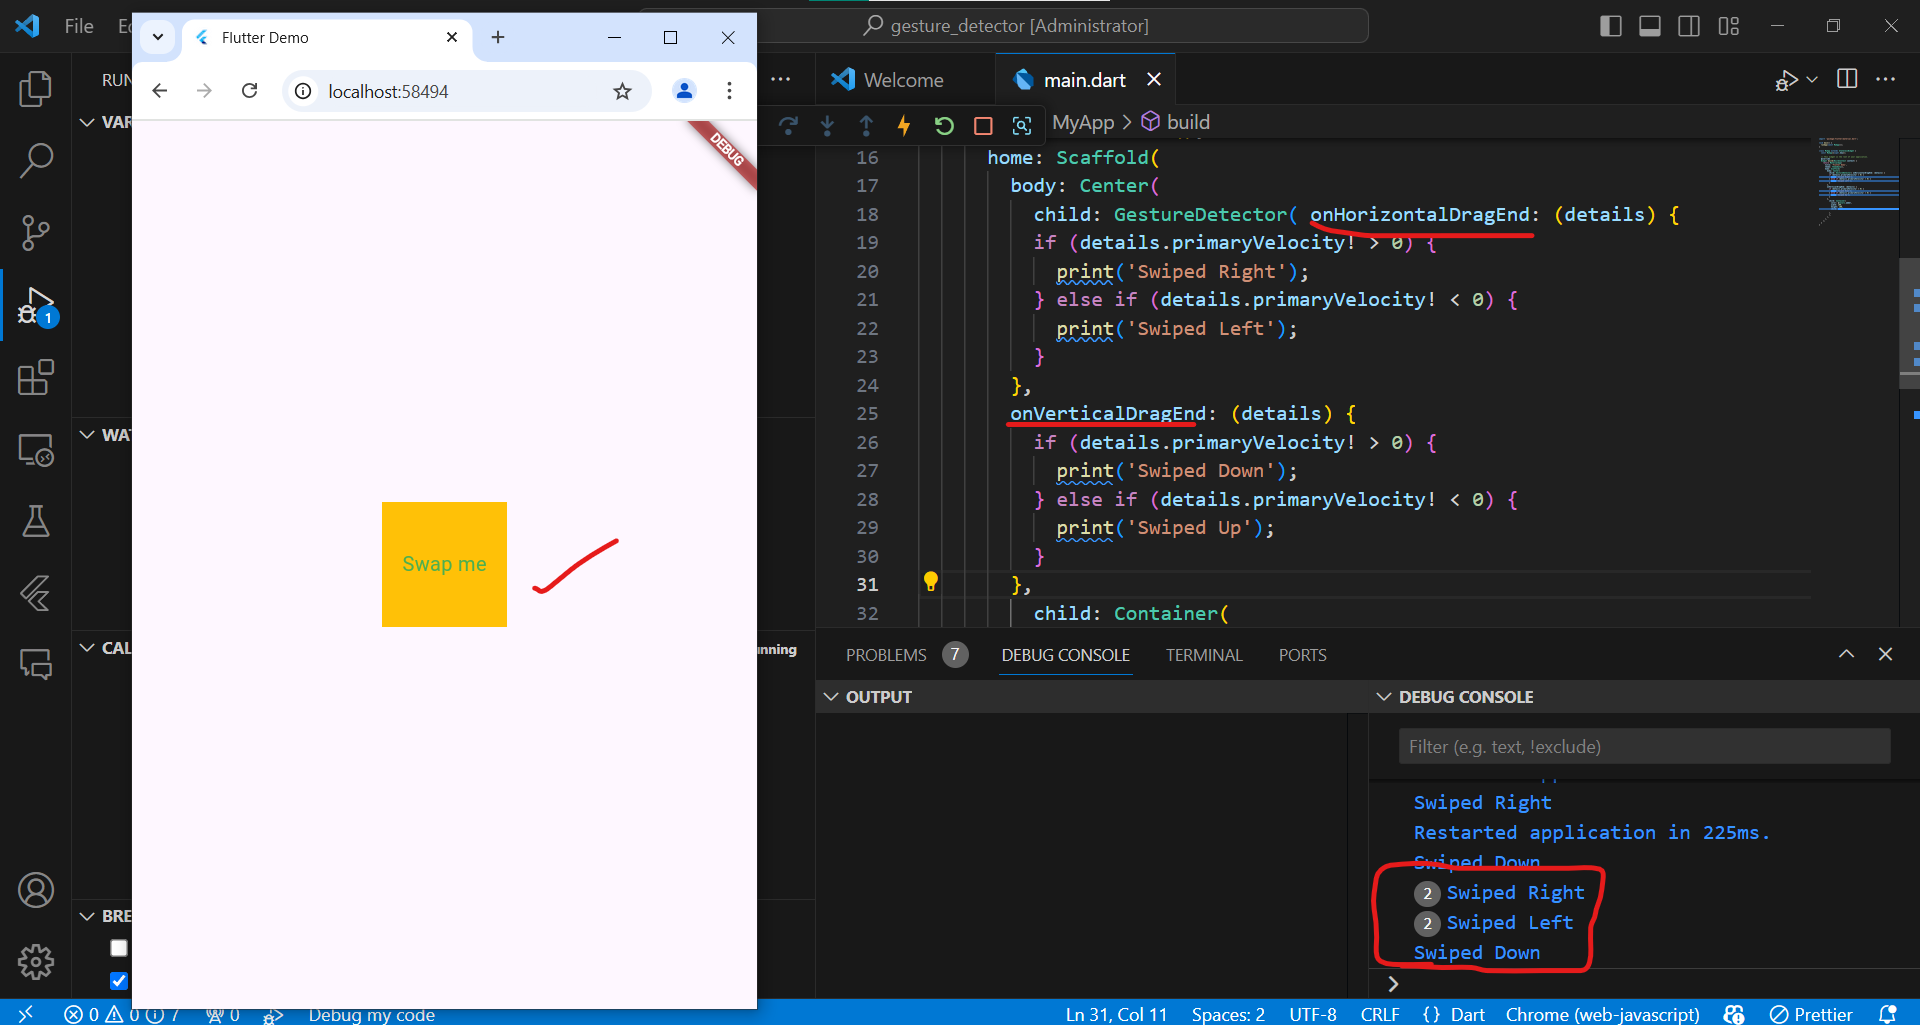 File
gesture_detector [Administrator]
Flutter Demo
localhost:58494
DEBUG
Swap me
RUN
VAR
WAT
CAL
unning
BRE
1
Welcome
main.dart
MyApp > build
16 home: Scaffold(
17 body: Center(
18 child: GestureDetector( onHorizontalDragEnd: (details) {
19 if (details.primaryVelocity! > 0) {
20 print('Swiped Right');
21 } else if (details.primaryVelocity! < 0) {
22 print('Swiped Left');
23 }
24 },
25 onVerticalDragEnd: (details) {
26 if (details.primaryVelocity! > 0) {
27 print('Swiped Down');
28 } else if (details.primaryVelocity! < 0) {
29 print('Swiped Up');
30 }
31 },
32 child: Container(
PROBLEMS 7 DEBUG CONSOLE TERMINAL PORTS
OUTPUT
DEBUG CONSOLE
Filter (e.g. text, !exclude)
Swiped Right
Restarted application in 225ms.
Swiped Down
2 Swiped Right
2 Swiped Left
Swiped Down
0 0 7 0 Debug my code Ln 31, Col 11 Spaces: 2 UTF-8 CRLF {} Dart Chrome (web-javascript) Prettier